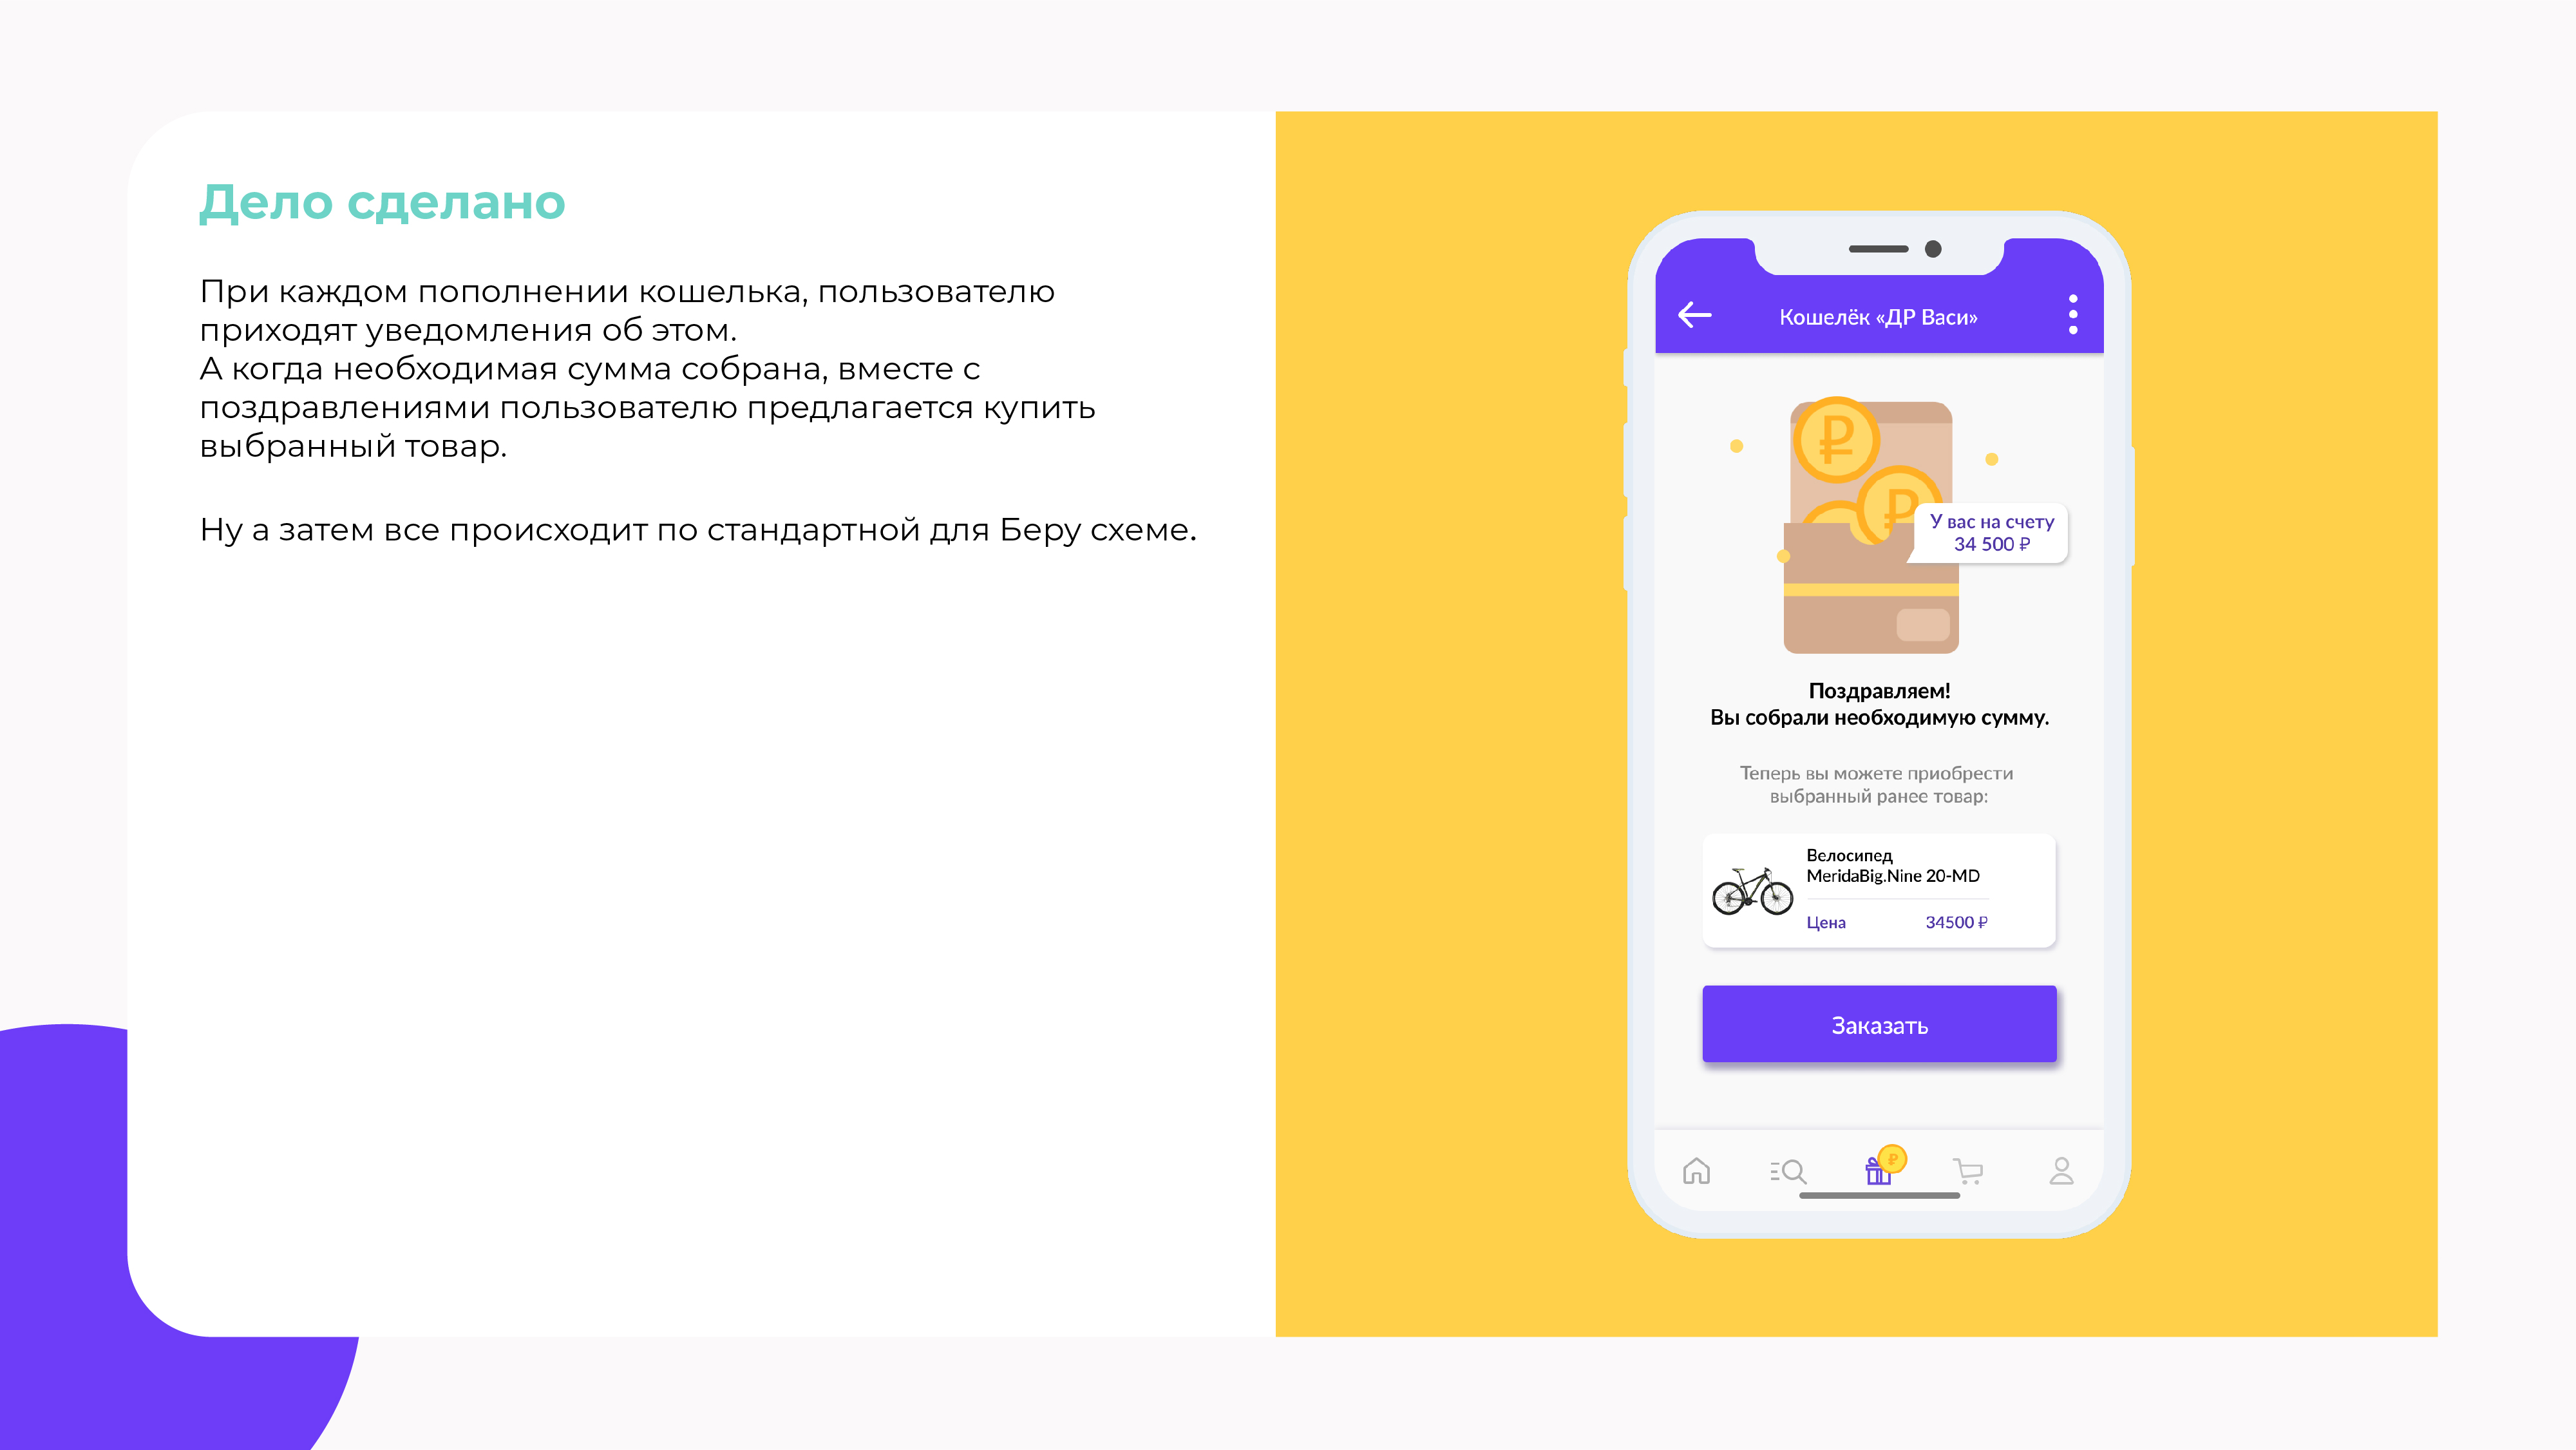 Дело сделано
При каждом пополнении кошелька, пользователю
приходят уведомления об этом.
А когда необходимая сумма собрана, вместе с
поздравлениями пользователю предлагается купить
выбранный товар.
Ну а затем все происходит по стандартной для Беру схеме.
Кошелёк «ДР Васи»
У вас на счету
34 500 ₽
Поздравляем!
Вы собрали необходимую сумму.
Теперь вы можете приобрести
выбранный ранее товар:
Велосипед
MeridaBig.Nine 20-MD
Цена 34500 ₽
Заказать